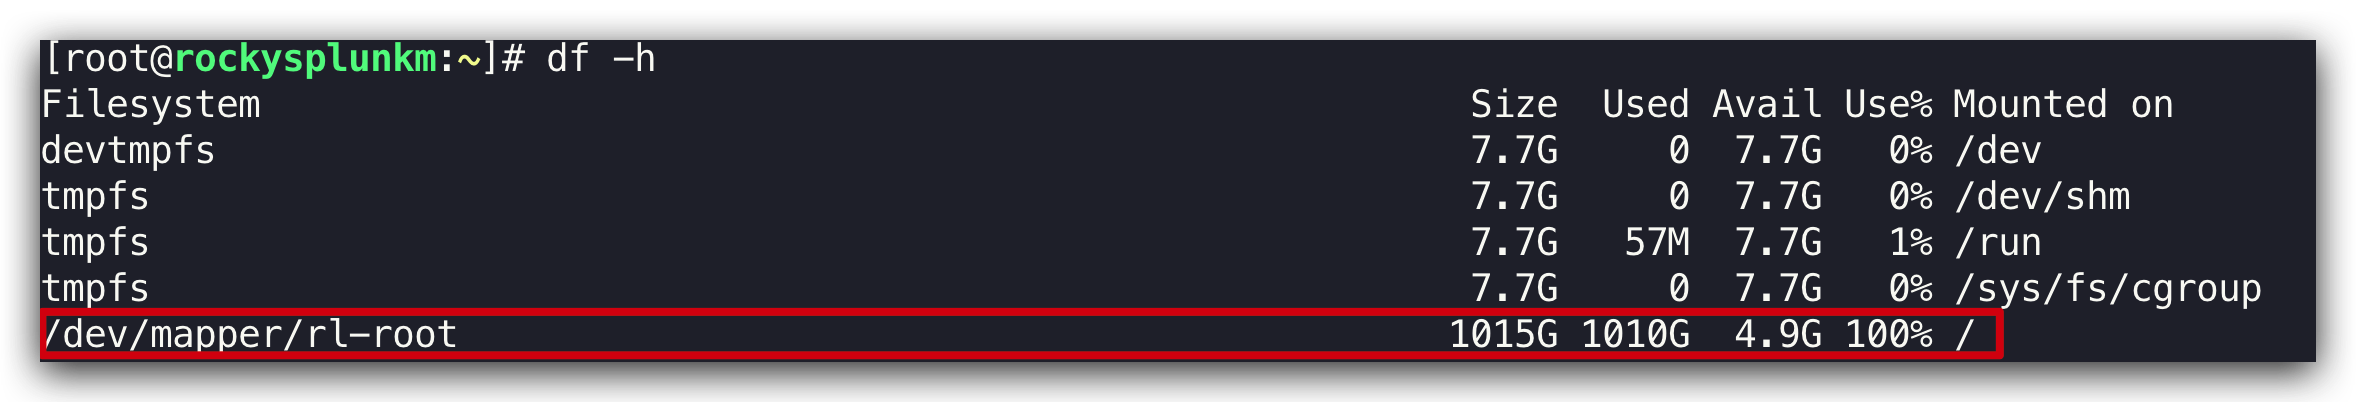 [root@rockysplunkm:~]# df -h
Filesystem Size Used Avail Use% Mounted on
devtmpfs 7.7G 0 7.7G 0% /dev
tmpfs 7.7G 0 7.7G 0% /dev/shm
tmpfs 7.7G 57M 7.7G 1% /run
tmpfs 7.7G 0 7.7G 0% /sys/fs/cgroup
/dev/mapper/rl-root 1015G 1010G 4.9G 100% /